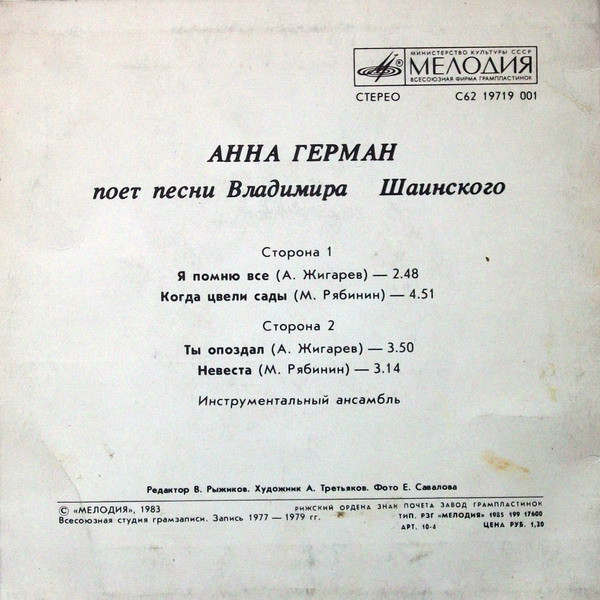 МИНИСТЕРСТВО КУЛЬТУРЫ СССР
МЕЛОДИЯ
ВСЕСОЮЗНАЯ ФИРМА ГРАМПЛАСТИНОК
СТЕРЕО С62 19719 001
АННА ГЕРМАН
поет песни Владимира Шаинского
Сторона 1
Я помню все (А. Жигарев) — 2.48
Когда цвели сады (М. Рябинин) — 4.51
Сторона 2
Ты опоздал (А. Жигарев) — 3.50
Невеста (М. Рябинин) — 3.14
Инструментальный ансамбль
Редактор В. Рыжиков. Художник А. Третьяков. Фото Е. Савалова
© «МЕЛОДИЯ», 1983 РИЖСКИЙ ОРДЕНА ЗНАК ПОЧЕТА ЗАВОД ГРАМПЛАСТИНОК
Всесоюзная студия грамзаписи. Запись 1977 — 1979 гг. ТИП. РЗГ «МЕЛОДИЯ» 1985 199 17600
АРТ. 10-4 ЦЕНА РУБ. 1,20